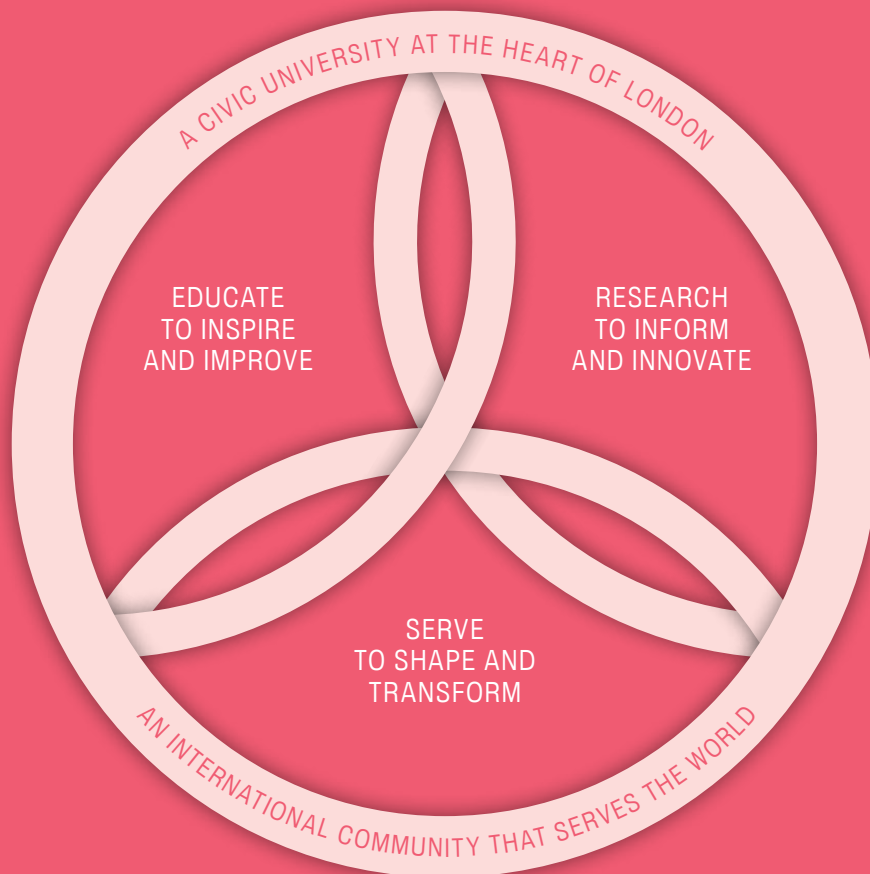 A CIVIC UNIVERSITY AT THE HEART OF LONDON
EDUCATE
TO INSPIRE
AND IMPROVE
RESEARCH
TO INFORM
AND INNOVATE
SERVE
TO SHAPE AND
TRANSFORM
AN INTERNATIONAL COMMUNITY THAT SERVES THE WORLD